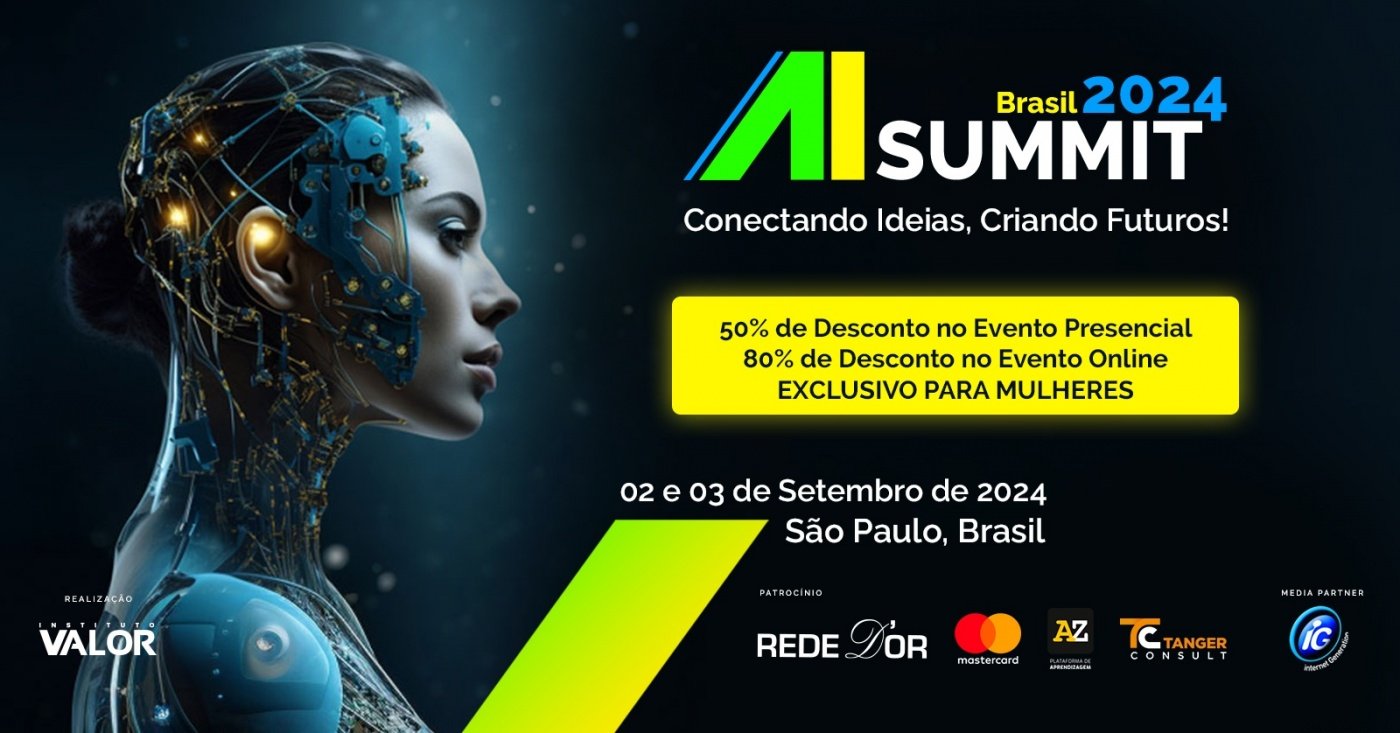 AI SUMMIT
Brasil 2024
Conectando Ideias, Criando Futuros!
50% de Desconto no Evento Presencial
80% de Desconto no Evento Online
EXCLUSIVO PARA MULHERES
02 e 03 de Setembro de 2024
São Paulo, Brasil
REALIZAÇÃO
INSTITUTO
VALOR
PATROCÍNIO
REDE D'OR
mastercard
AZ
PLATAFORMA DE
APRENDIZAGEM
TC TANGER
CONSULT
MEDIA PARTNER
iG
internet Generation